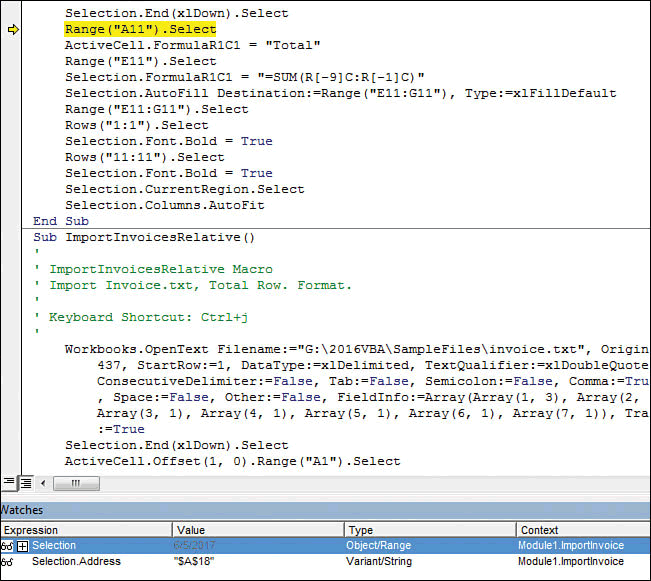 Selection.End(xlDown).Select
Range("A11").Select
ActiveCell.FormulaR1C1 = "Total"
Range("E11").Select
Selection.FormulaR1C1 = "=SUM(R[-9]C:R[-1]C)"
Selection.AutoFill Destination:=Range("E11:G11"), Type:=xlFillDefault
Range("E11:G11").Select
Rows("1:1").Select
Selection.Font.Bold = True
Rows("11:11").Select
Selection.Font.Bold = True
Selection.CurrentRegion.Select
Selection.Columns.AutoFit
End Sub
Sub ImportInvoicesRelative()
'
' ImportInvoicesRelative Macro
' Import Invoice.txt, Total Row. Format.
'
' Keyboard Shortcut: Ctrl+j
'
Workbooks.OpenText Filename:="G:\2016VBA\SampleFiles\invoice.txt", Origin
437, StartRow:=1, DataType:=xlDelimited, TextQualifier:=xlDoubleQuote
ConsecutiveDelimiter:=False, Tab:=False, Semicolon:=False, Comma:=Tru
, Space:=False, Other:=False, FieldInfo:=Array(Array(1, 3), Array(2,
Array(3, 1), Array(4, 1), Array(5, 1), Array(6, 1), Array(7, 1)), Tra
:=True
Selection.End(xlDown).Select
ActiveCell.Offset(1, 0).Range("A1").Select
Watches
Expression Value Type Context
Selection 6/5/2017 Object/Range Module1.ImportInvoice
Selection.Address "$A$18" Variant/String Module1.ImportInvoice